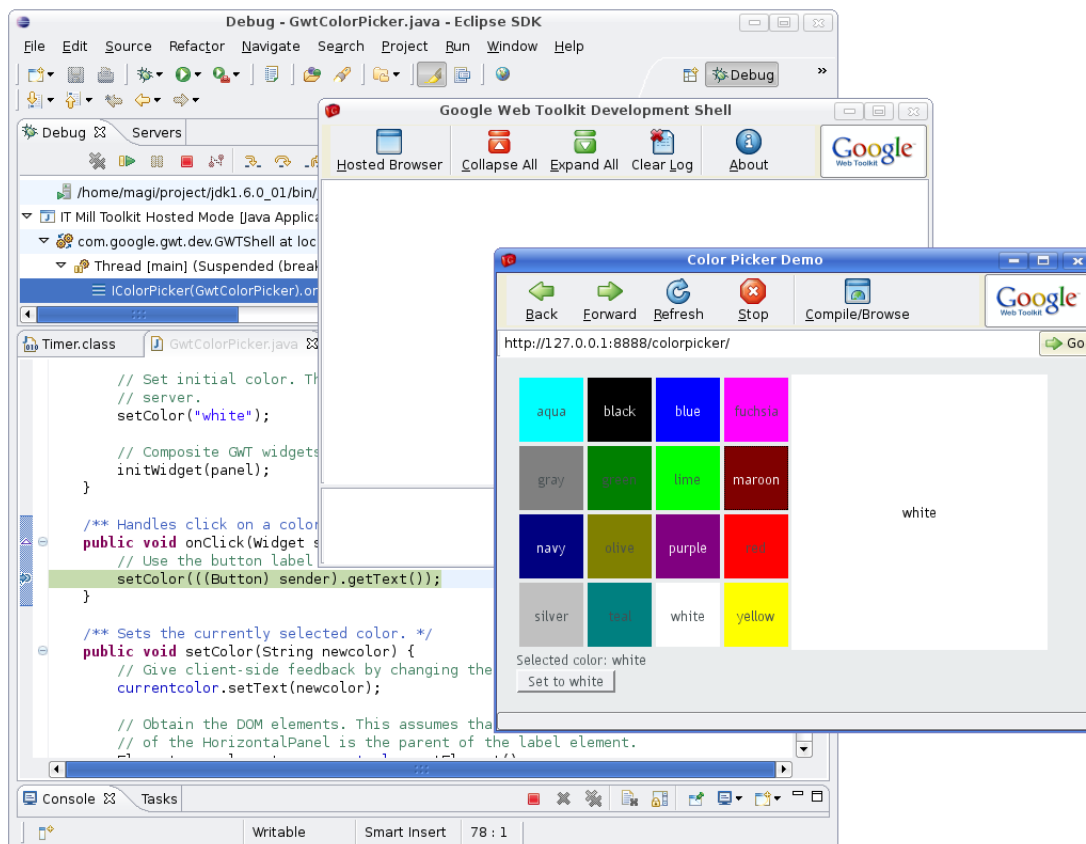 Debug - GwtColorPicker.java - Eclipse SDK
File Edit Source Refactor Navigate Search Project Run Window Help
Debug »
Debug Servers
/home/magi/project/jdk1.6.0_01/bin/
IT Mill Toolkit Hosted Mode [Java Applica
com.google.gwt.dev.GWTShell at loc
Thread [main] (Suspended (break
IColorPicker(GwtColorPicker).or
Timer.class GwtColorPicker.java
// Set initial color. Th
// server.
setColor("white");
// Composite GWT widgets
initWidget(panel);
}
/** Handles click on a color
public void onClick(Widget s
// Use the button label
setColor(((Button) sender).getText());
}
/** Sets the currently selected color. */
public void setColor(String newcolor) {
// Give client-side feedback by changing the
currentcolor.setText(newcolor);
// Obtain the DOM elements. This assumes tha
// of the HorizontalPanel is the parent of the label element.
Console Tasks
Writable Smart Insert 78 : 1
Google Web Toolkit Development Shell
Hosted Browser Collapse All Expand All Clear Log About
Google
Web Toolkit
Color Picker Demo
Back Forward Refresh Stop Compile/Browse
Google
Web Toolkit
http://127.0.0.1:8888/colorpicker/ Go
aqua black blue fuchsia
gray green lime maroon
white
navy olive purple red
silver teal white yellow
Selected color: white
Set to white